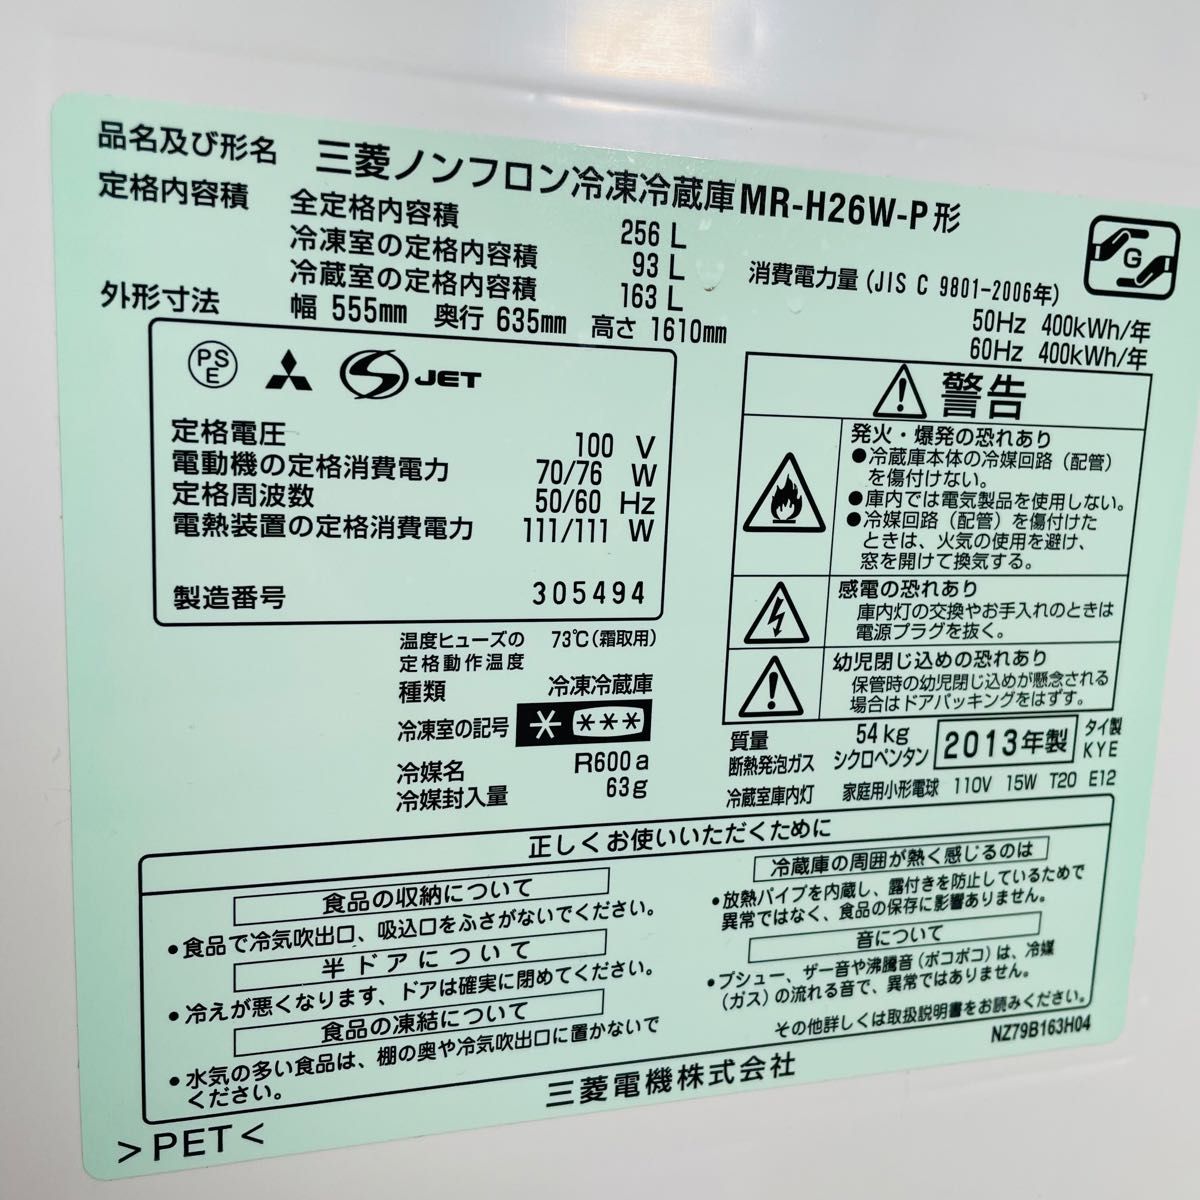 品名及び形名 三菱ノンフロン冷凍冷蔵庫MR-H26W-P形
定格内容積 全定格内容積 256 L
冷凍室の定格内容積 93 L
冷蔵室の定格内容積 163 L
外形寸法 幅 555mm 奥行 635mm 高さ 1610mm
消費電力量 (JIS C 9801-2006年)
50Hz 400kWh/年
60Hz 400kWh/年
G
PS
E
JET
定格電圧 100 V
電動機の定格消費電力 70/76 W
定格周波数 50/60 Hz
電熱装置の定格消費電力 111/111 W
製造番号 305494
温度ヒューズの 73℃(霜取用)
定格動作温度
種類 冷凍冷蔵庫
冷凍室の記号 * ***
冷媒名 R600a
冷媒封入量 63g
警告
発火・爆発の恐れあり
●冷蔵庫本体の冷媒回路（配管）
を傷付けない。
●庫内では電気製品を使用しない。
●冷媒回路（配管）を傷付けた
ときは、火気の使用を避け、
窓を開けて換気する。
感電の恐れあり
庫内灯の交換やお手入れのときは
電源プラグを抜く。
幼児閉じ込めの恐れあり
保管時の幼児閉じ込めが懸念される
場合はドアパッキングをはずす。
質量 54kg
断熱発泡ガス シクロペンタン
2013年製
タイ製
KYE
冷蔵室庫内灯 家庭用小形電球 110V 15W T20 E12
正しくお使いいただくために
食品の収納について
•食品で冷気吹出口、吸込口をふさがないでください。
半ドアについて
•冷えが悪くなります、ドアは確実に閉めてください。
食品の凍結について
•水気の多い食品は、棚の奥や冷気吹出口に置かないで
ください。
冷蔵庫の周囲が熱く感じるのは
•放熱パイプを内蔵し、露付きを防止しているためで
異常ではなく、食品の保存に影響ありません。
音について
•プシュー、ザー音や沸騰音（ポコポコ）は、冷媒
（ガス）の流れる音で、異常ではありません。
その他詳しくは取扱説明書をお読みください。
NZ79B163H04
三菱電機株式会社
>PET<